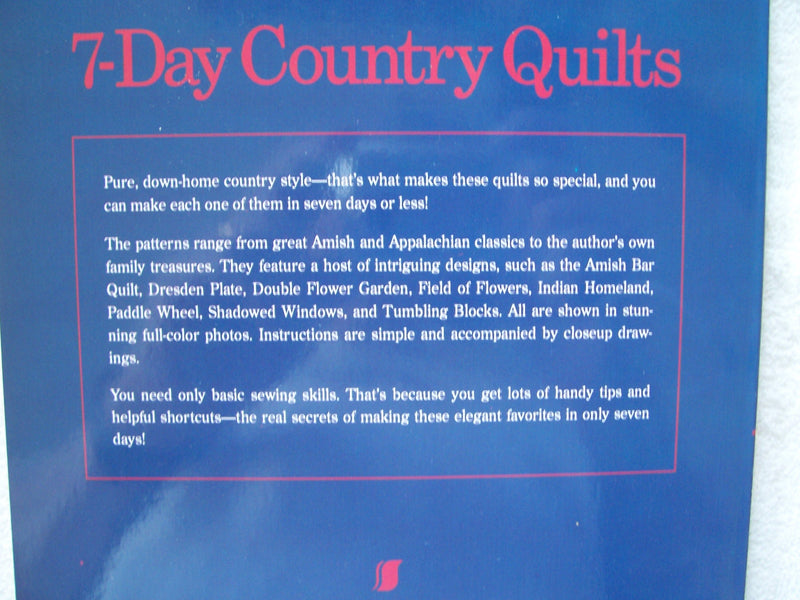 7-Day Country Quilts
Pure, down-home country style—that's what makes these quilts so special, and you
can make each one of them in seven days or less!
The patterns range from great Amish and Appalachian classics to the author's own
family treasures. They feature a host of intriguing designs, such as the Amish Bar
Quilt, Dresden Plate, Double Flower Garden, Field of Flowers, Indian Homeland,
Paddle Wheel, Shadowed Windows, and Tumbling Blocks. All are shown in stun-
ning full-color photos. Instructions are simple and accompanied by closeup draw-
ings.
You need only basic sewing skills. That's because you get lots of handy tips and
helpful shortcuts—the real secrets of making these elegant favorites in only seven
days!